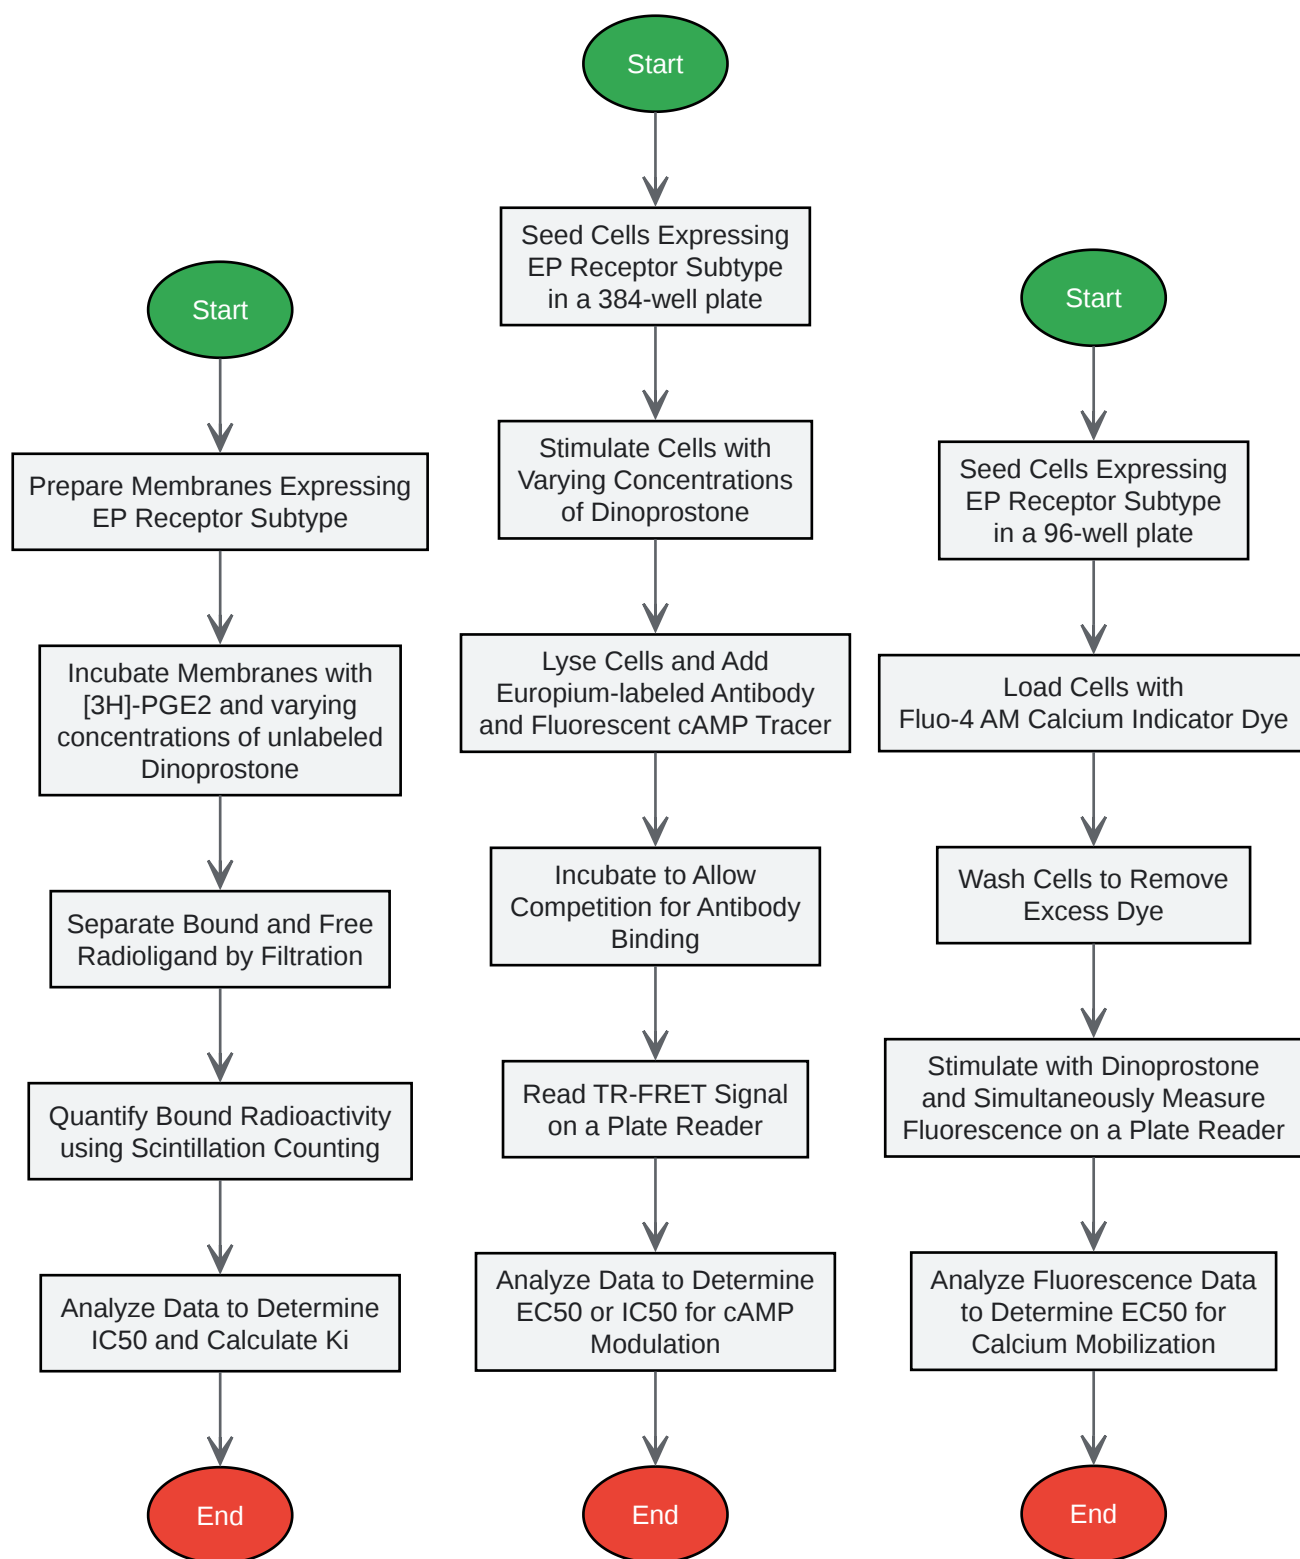 Start
Prepare Membranes Expressing
EP Receptor Subtype
Incubate Membranes with
[3H]-PGE2 and varying
concentrations of unlabeled
Dinoprostone
Separate Bound and Free
Radioligand by Filtration
Quantify Bound Radioactivity
using Scintillation Counting
Analyze Data to Determine
IC50 and Calculate Ki
End
Start
Seed Cells Expressing
EP Receptor Subtype
in a 384-well plate
Stimulate Cells with
Varying Concentrations
of Dinoprostone
Lyse Cells and Add
Europium-labeled Antibody
and Fluorescent cAMP Tracer
Incubate to Allow
Competition for Antibody
Binding
Read TR-FRET Signal
on a Plate Reader
Analyze Data to Determine
EC50 or IC50 for cAMP
Modulation
End
Start
Seed Cells Expressing
EP Receptor Subtype
in a 96-well plate
Load Cells with
Fluo-4 AM Calcium Indicator Dye
Wash Cells to Remove
Excess Dye
Stimulate with Dinoprostone
and Simultaneously Measure
Fluorescence on a Plate Reader
Analyze Fluorescence Data
to Determine EC50 for
Calcium Mobilization
End